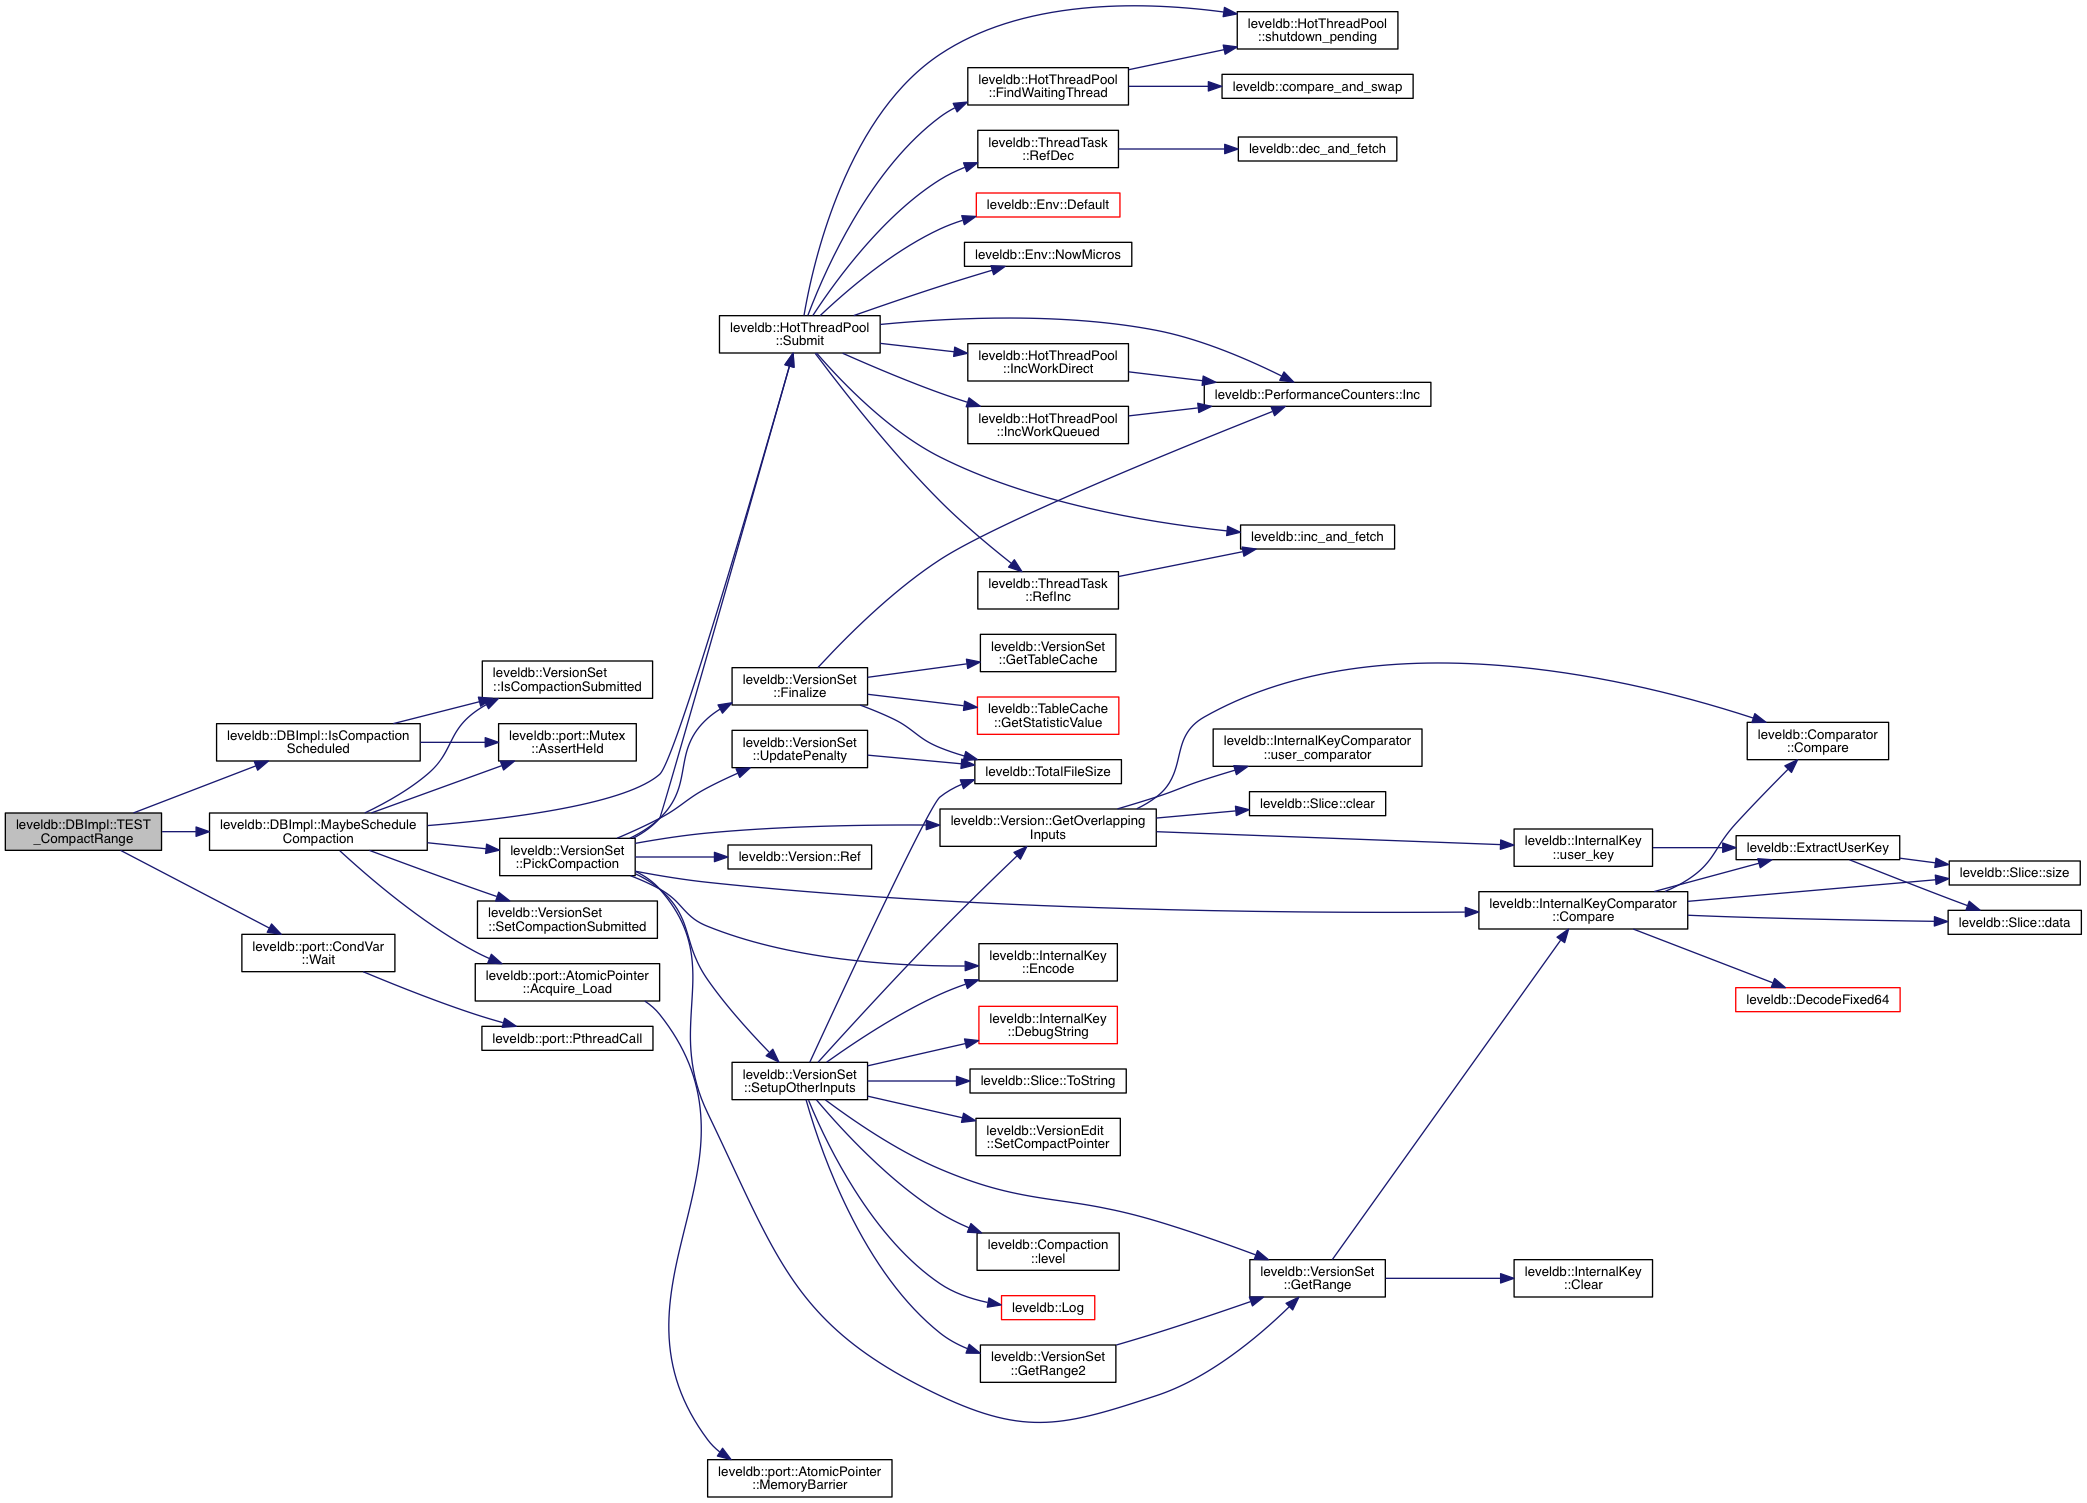 leveldb::HotThreadPool
::shutdown_pending
leveldb::HotThreadPool
::FindWaitingThread
leveldb::compare_and_swap
leveldb::ThreadTask
::RefDec
leveldb::dec_and_fetch
leveldb::Env::Default
leveldb::Env::NowMicros
leveldb::HotThreadPool
::Submit
leveldb::HotThreadPool
::IncWorkDirect
leveldb::PerformanceCounters::Inc
leveldb::HotThreadPool
::IncWorkQueued
leveldb::inc_and_fetch
leveldb::ThreadTask
::RefInc
leveldb::VersionSet
::GetTableCache
leveldb::VersionSet
::IsCompactionSubmitted
leveldb::VersionSet
::Finalize
leveldb::TableCache
::GetStatisticValue
leveldb::DBImpl::IsCompaction
Scheduled
leveldb::port::Mutex
::AssertHeld
leveldb::VersionSet
::UpdatePenalty
leveldb::InternalKeyComparator
::user_comparator
leveldb::Comparator
::Compare
leveldb::TotalFileSize
leveldb::Slice::clear
leveldb::DBImpl::TEST
_CompactRange
leveldb::DBImpl::MaybeSchedule
Compaction
leveldb::Version::GetOverlapping
Inputs
leveldb::VersionSet
::PickCompaction
leveldb::Version::Ref
leveldb::InternalKey
::user_key
leveldb::ExtractUserKey
leveldb::Slice::size
leveldb::VersionSet
::SetCompactionSubmitted
leveldb::InternalKeyComparator
::Compare
leveldb::Slice::data
leveldb::port::CondVar
::Wait
leveldb::InternalKey
::Encode
leveldb::port::AtomicPointer
::Acquire_Load
leveldb::DecodeFixed64
leveldb::InternalKey
::DebugString
leveldb::port::PthreadCall
leveldb::VersionSet
::SetupOtherInputs
leveldb::Slice::ToString
leveldb::VersionEdit
::SetCompactPointer
leveldb::Compaction
::level
leveldb::VersionSet
::GetRange
leveldb::InternalKey
::Clear
leveldb::Log
leveldb::VersionSet
::GetRange2
leveldb::port::AtomicPointer
::MemoryBarrier